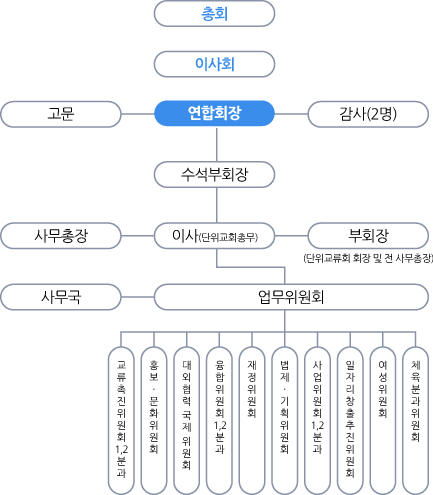 총회
이사회
고문
연합회장
감사(2명)
수석부회장
사무총장
이사(단위교회총무)
부회장
(단위교류회 회장 및 전 사무총장)
사무국
업무위원회
교류촉진위원회1,2분과
홍보·문화위원회
대외협력국제위원회
융합위원회1,2분과
재정위원회
법제·기획위원회
사업위원회1,2분과
일자리창출추진위원회
여성위원회
체육분과위원회